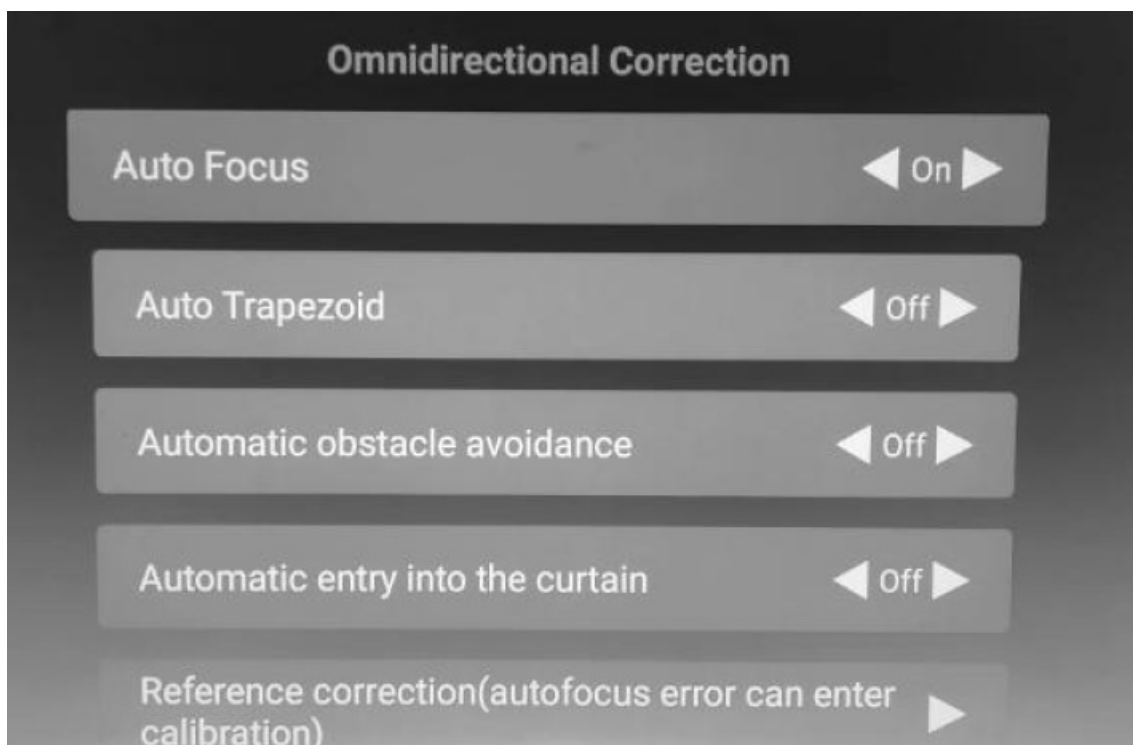 Omnidirectional Correction
Auto Focus
On
Auto Trapezoid
Off
Automatic obstacle avoidance
Off
Automatic entry into the curtain
Off
Reference correction(autofocus error can enter
calibration)